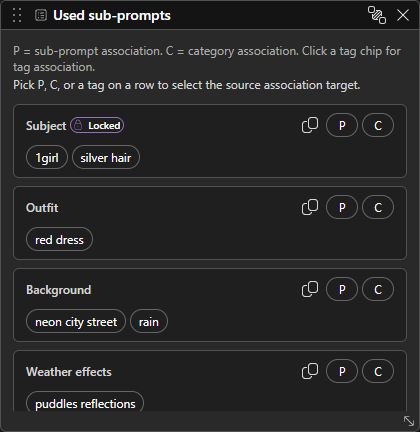 Used sub-prompts
P = sub-prompt association. C = category association. Click a tag chip for
tag association.
Pick P, C, or a tag on a row to select the source association target.
Subject Locked P C
1girl silver hair
Outfit P C
red dress
Background P C
neon city street rain
Weather effects P C
puddles reflections